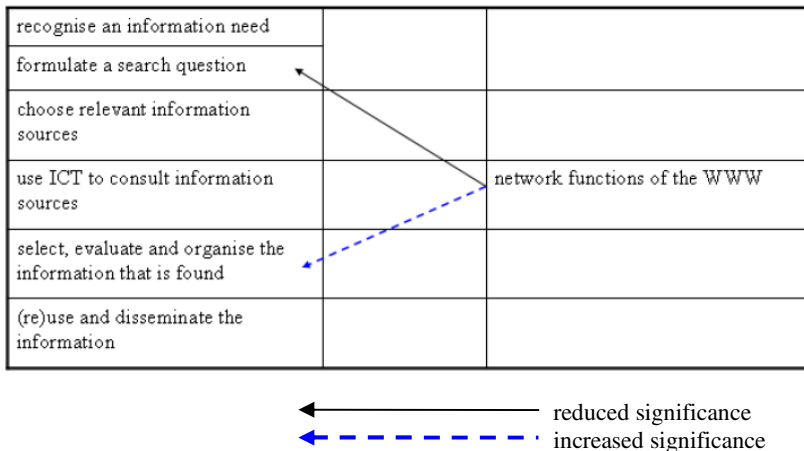 recognise an information need
formulate a search question
choose relevant information
sources
use ICT to consult information
sources
network functions of the WWW
select, evaluate and organise the
information that is found
(re)use and disseminate the
information
reduced significance
increased significance